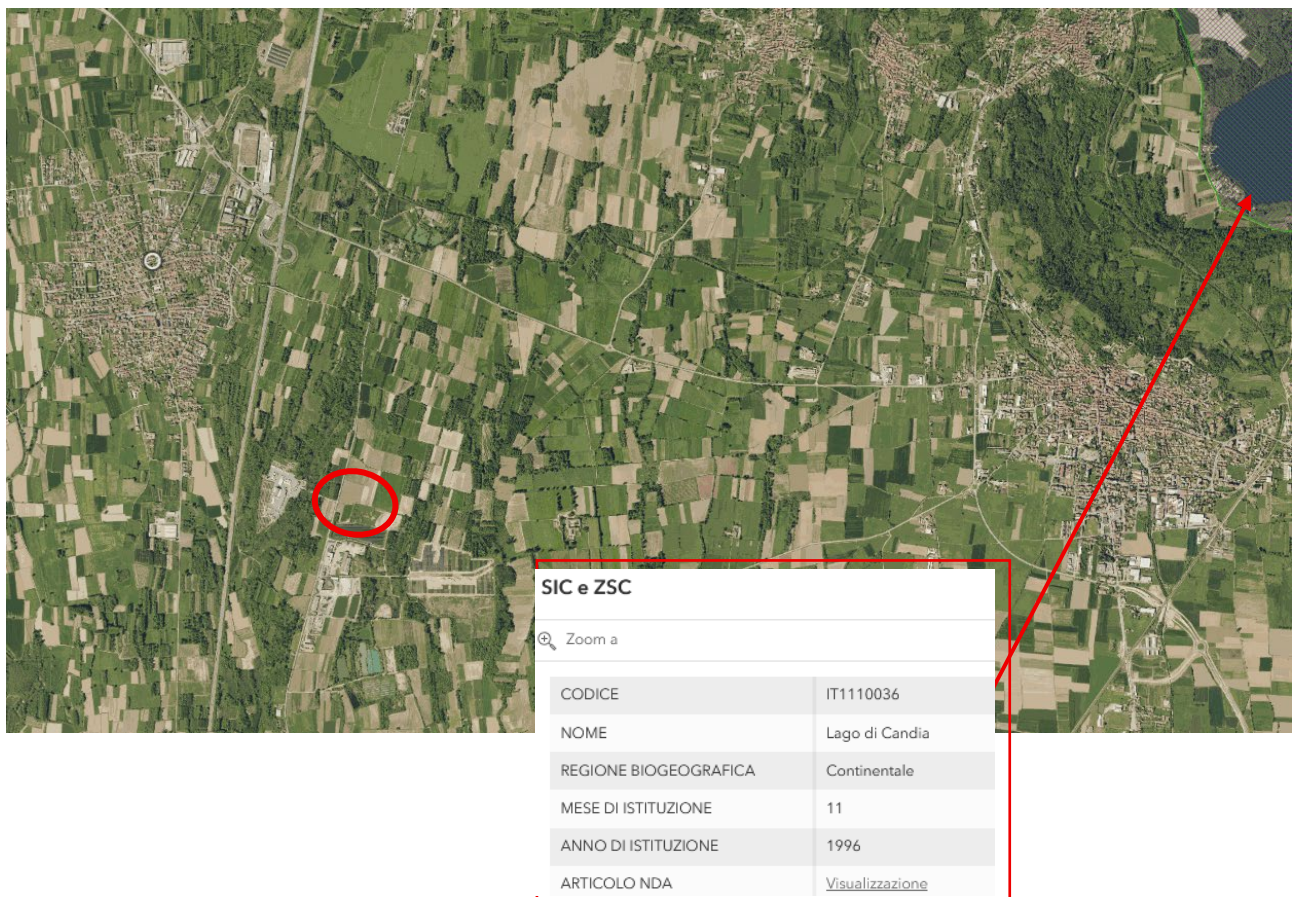 SIC e ZSC
Zoom a
CODICE IT1110036
NOME Lago di Candia
REGIONE BIOGEOGRAFICA Continentale
MESE DI ISTITUZIONE 11
ANNO DI ISTITUZIONE 1996
ARTICOLO NDA Visualizzazione